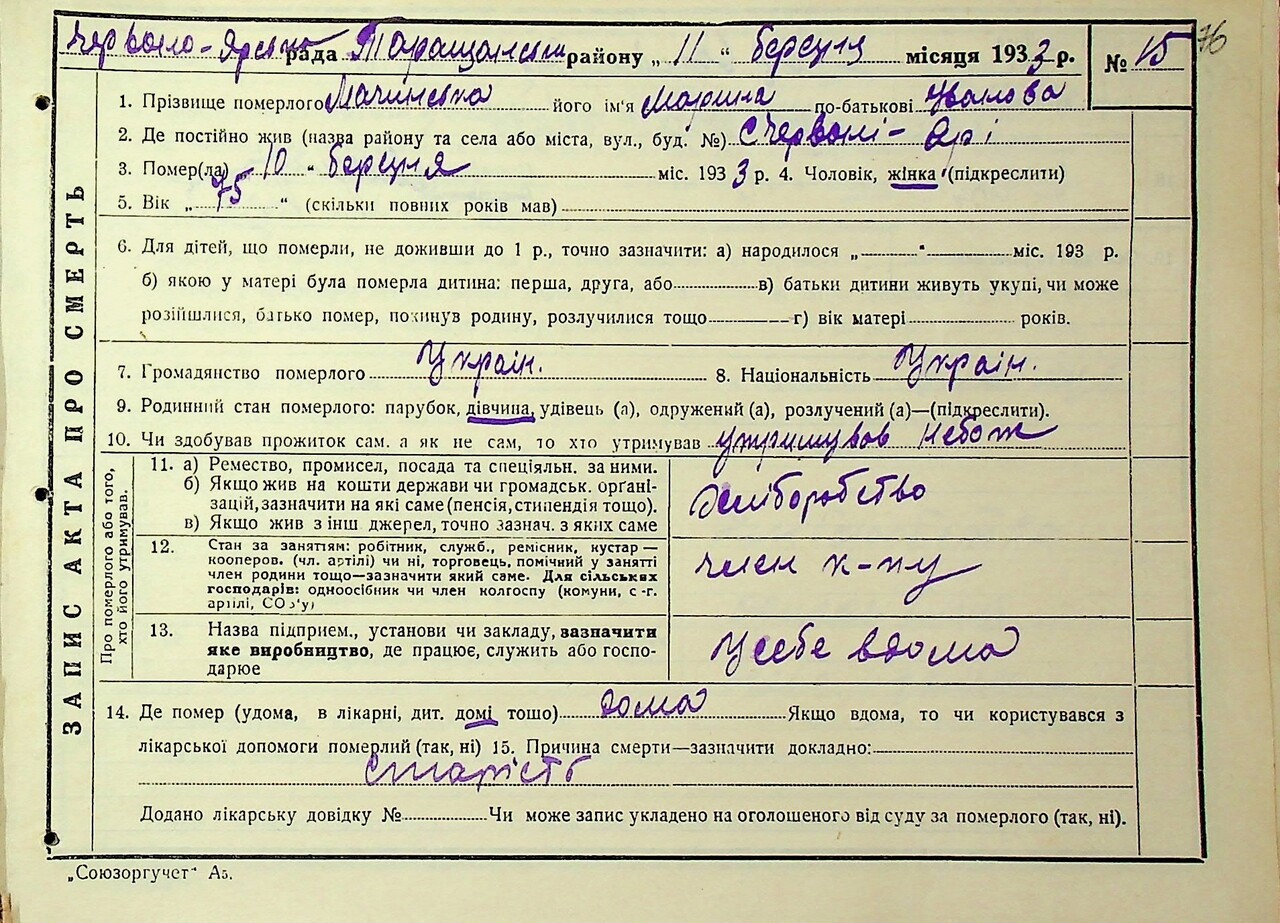 Червоно-Ярська рада Таращанськ району „ 11 “ березня місяця 1933 р. № 15 76
1. Прізвище померлого Мачинська його ім'я Марина по-батькові Уванова
2. Де постійно жив (назва району та села або міста, вул., буд. №) с Червоні-Ярі
3. Помер(ла) 10 “ березня міс. 1933 р. 4. Чоловік, жінка (підкреслити)
5. Вік „ 75 “ (скільки повних років мав)
6. Для дітей, що померли, не доживши до 1 р., точно зазначити: а) народилося „ “ міс. 193 р.
б) якою у матері була померла дитина: перша, друга, або в) батьки дитини живуть укупі, чи може
розійшлися, батько помер, покинув родину, розлучилися тощо г) вік матері років.
7. Громадянство померлого Україн. 8. Національність Україн.
9. Родинний стан померлого: парубок, дівчина, удівець (а), одружений (а), розлучений (а)—(підкреслити).
10. Чи здобував прожиток сам. а як не сам, то хто утримував небож
ЗАПИС АКТА ПРО СМЕРТЬ
Про померлого або того,
хто його утримував.
11. а) Ремество, промисел, посада та спеціяльн. за ними.
б) Якщо жив на кошти держави чи громадськ. орґані-
зацій, зазначити на які саме (пенсія, стипендія тощо).
в) Якщо жив з інш джерел, точно зазнач. з яких саме
хліборобство
12. Стан за заняттям: робітник, служб., ремісник, кустар —
кооперов. (чл. артілі) чи ні, торговець, помічний у занятті
член родини тощо—зазначити який саме. Для сільських
господарів: одноосібник чи член колгоспу (комуни, с -г.
артілі, СОЗ'у)
член к-пу
13. Назва підприєм., установи чи закладу, зазначити
яке виробництво, де працює, служить або госпо-
дарює
У себе вдома
14. Де помер (удома, в лікарні, дит. домі тошо) дома Якщо вдома, то чи користувався з
лікарської допомоги померлий (так, ні) 15. Причина смерти—зазначити докладно:
старість
Додано лікарську довідку № Чи може запис укладено на оголошеного від суду за померлого (так, ні).
„Союзоргучет“ А5.